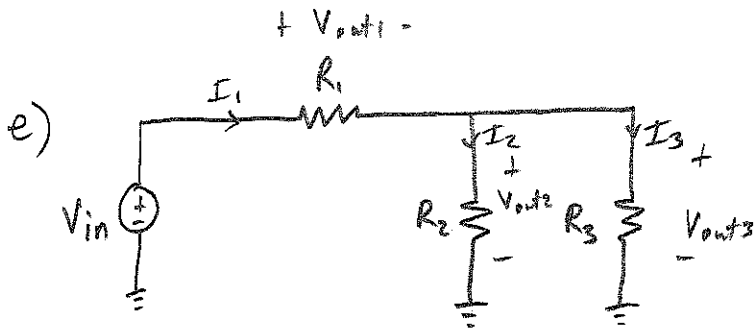 + Vout1 -
R1
I1
e)
I2
I3
+
+
Vin
+
-
R2
Vout2
R3
Vout3
-
-